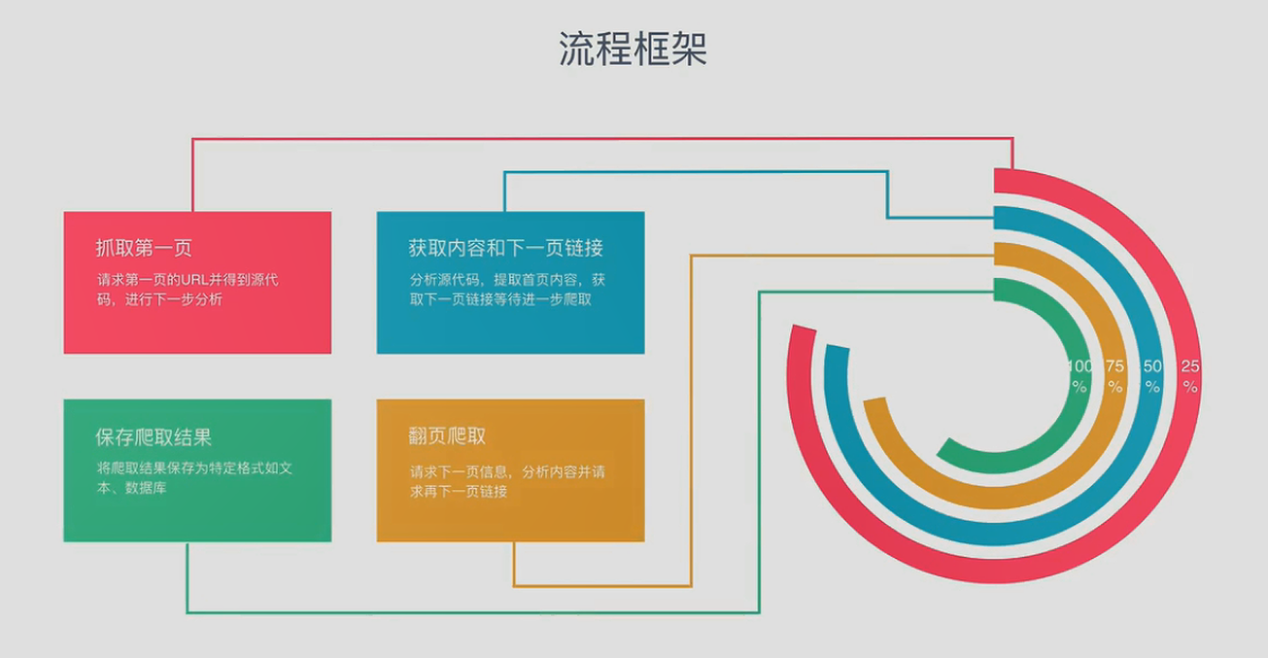 流程框架
抓取第一页
请求第一页的URL并得到源代
码，进行下一步分析
获取内容和下一页链接
分析源代码，提取首页内容，获
取下一页链接等待进一步爬取
保存爬取结果
将爬取结果保存为特定格式如文
本、数据库
翻页爬取
请求下一页信息，分析内容并请
求再下一页链接
100
%
75
%
50
%
25
%